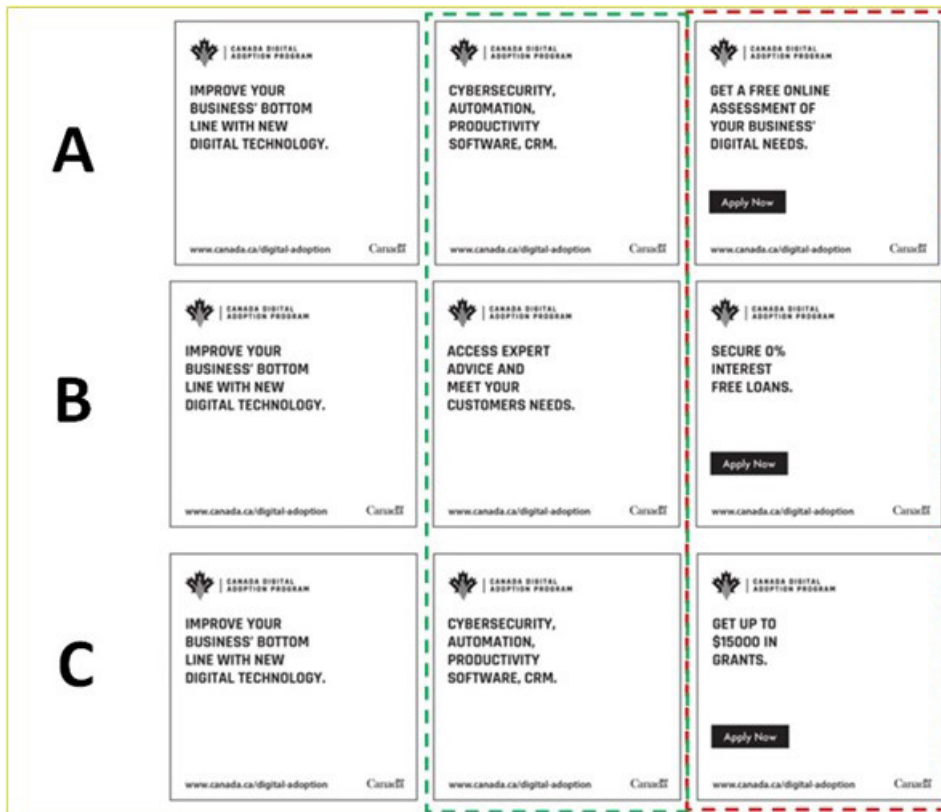 A
CANADA DIGITAL
ADOPTION PROGRAM
IMPROVE YOUR
BUSINESS' BOTTOM
LINE WITH NEW
DIGITAL TECHNOLOGY.
www.canada.ca/digital-adoption
Canada
CANADA DIGITAL
ADOPTION PROGRAM
CYBERSECURITY,
AUTOMATION,
PRODUCTIVITY
SOFTWARE, CRM.
www.canada.ca/digital-adoption
Canada
CANADA DIGITAL
ADOPTION PROGRAM
GET A FREE ONLINE
ASSESSMENT OF
YOUR BUSINESS'
DIGITAL NEEDS.
Apply Now
www.canada.ca/digital-adoption
Canada
B
CANADA DIGITAL
ADOPTION PROGRAM
IMPROVE YOUR
BUSINESS' BOTTOM
LINE WITH NEW
DIGITAL TECHNOLOGY.
www.canada.ca/digital-adoption
Canada
CANADA DIGITAL
ADOPTION PROGRAM
ACCESS EXPERT
ADVICE AND
MEET YOUR
CUSTOMERS NEEDS.
www.canada.ca/digital-adoption
Canada
CANADA DIGITAL
ADOPTION PROGRAM
SECURE 0%
INTEREST
FREE LOANS.
Apply Now
www.canada.ca/digital-adoption
Canada
C
CANADA DIGITAL
ADOPTION PROGRAM
IMPROVE YOUR
BUSINESS' BOTTOM
LINE WITH NEW
DIGITAL TECHNOLOGY.
www.canada.ca/digital-adoption
Canada
CANADA DIGITAL
ADOPTION PROGRAM
CYBERSECURITY,
AUTOMATION,
PRODUCTIVITY
SOFTWARE, CRM.
www.canada.ca/digital-adoption
Canada
CANADA DIGITAL
ADOPTION PROGRAM
GET UP TO
$15000 IN
GRANTS.
Apply Now
www.canada.ca/digital-adoption
Canada